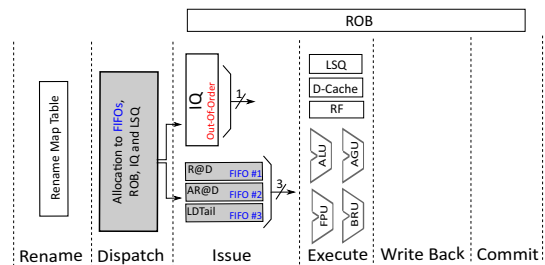 ROB
Rename Map Table
Allocation to FIFOs,
ROB, IQ and LSQ
IQ
Out-Of-Order
1
R@D FIFO #1
AR@D FIFO #2
LDTail FIFO #3
3
LSQ
D-Cache
RF
ALU
AGU
FPU
BRU
Rename Dispatch Issue Execute Write Back Commit